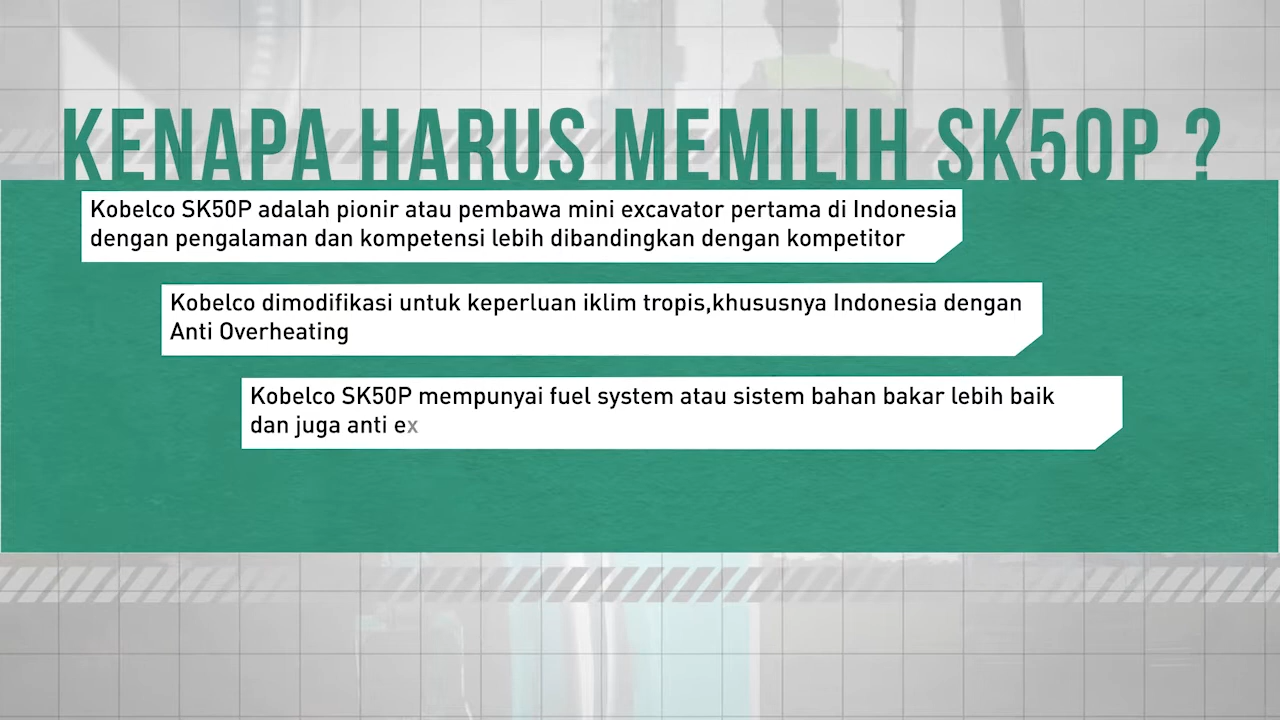 KENAPA HARUS MEMILIH SK50P ?
Kobelco SK50P adalah pionir atau pembawa mini excavator pertama di Indonesia
dengan pengalaman dan kompetensi lebih dibandingkan dengan kompetitor
Kobelco dimodifikasi untuk keperluan iklim tropis,khususnya Indonesia dengan
Anti Overheating
Kobelco SK50P mempunyai fuel system atau sistem bahan bakar lebih baik
dan juga anti ex